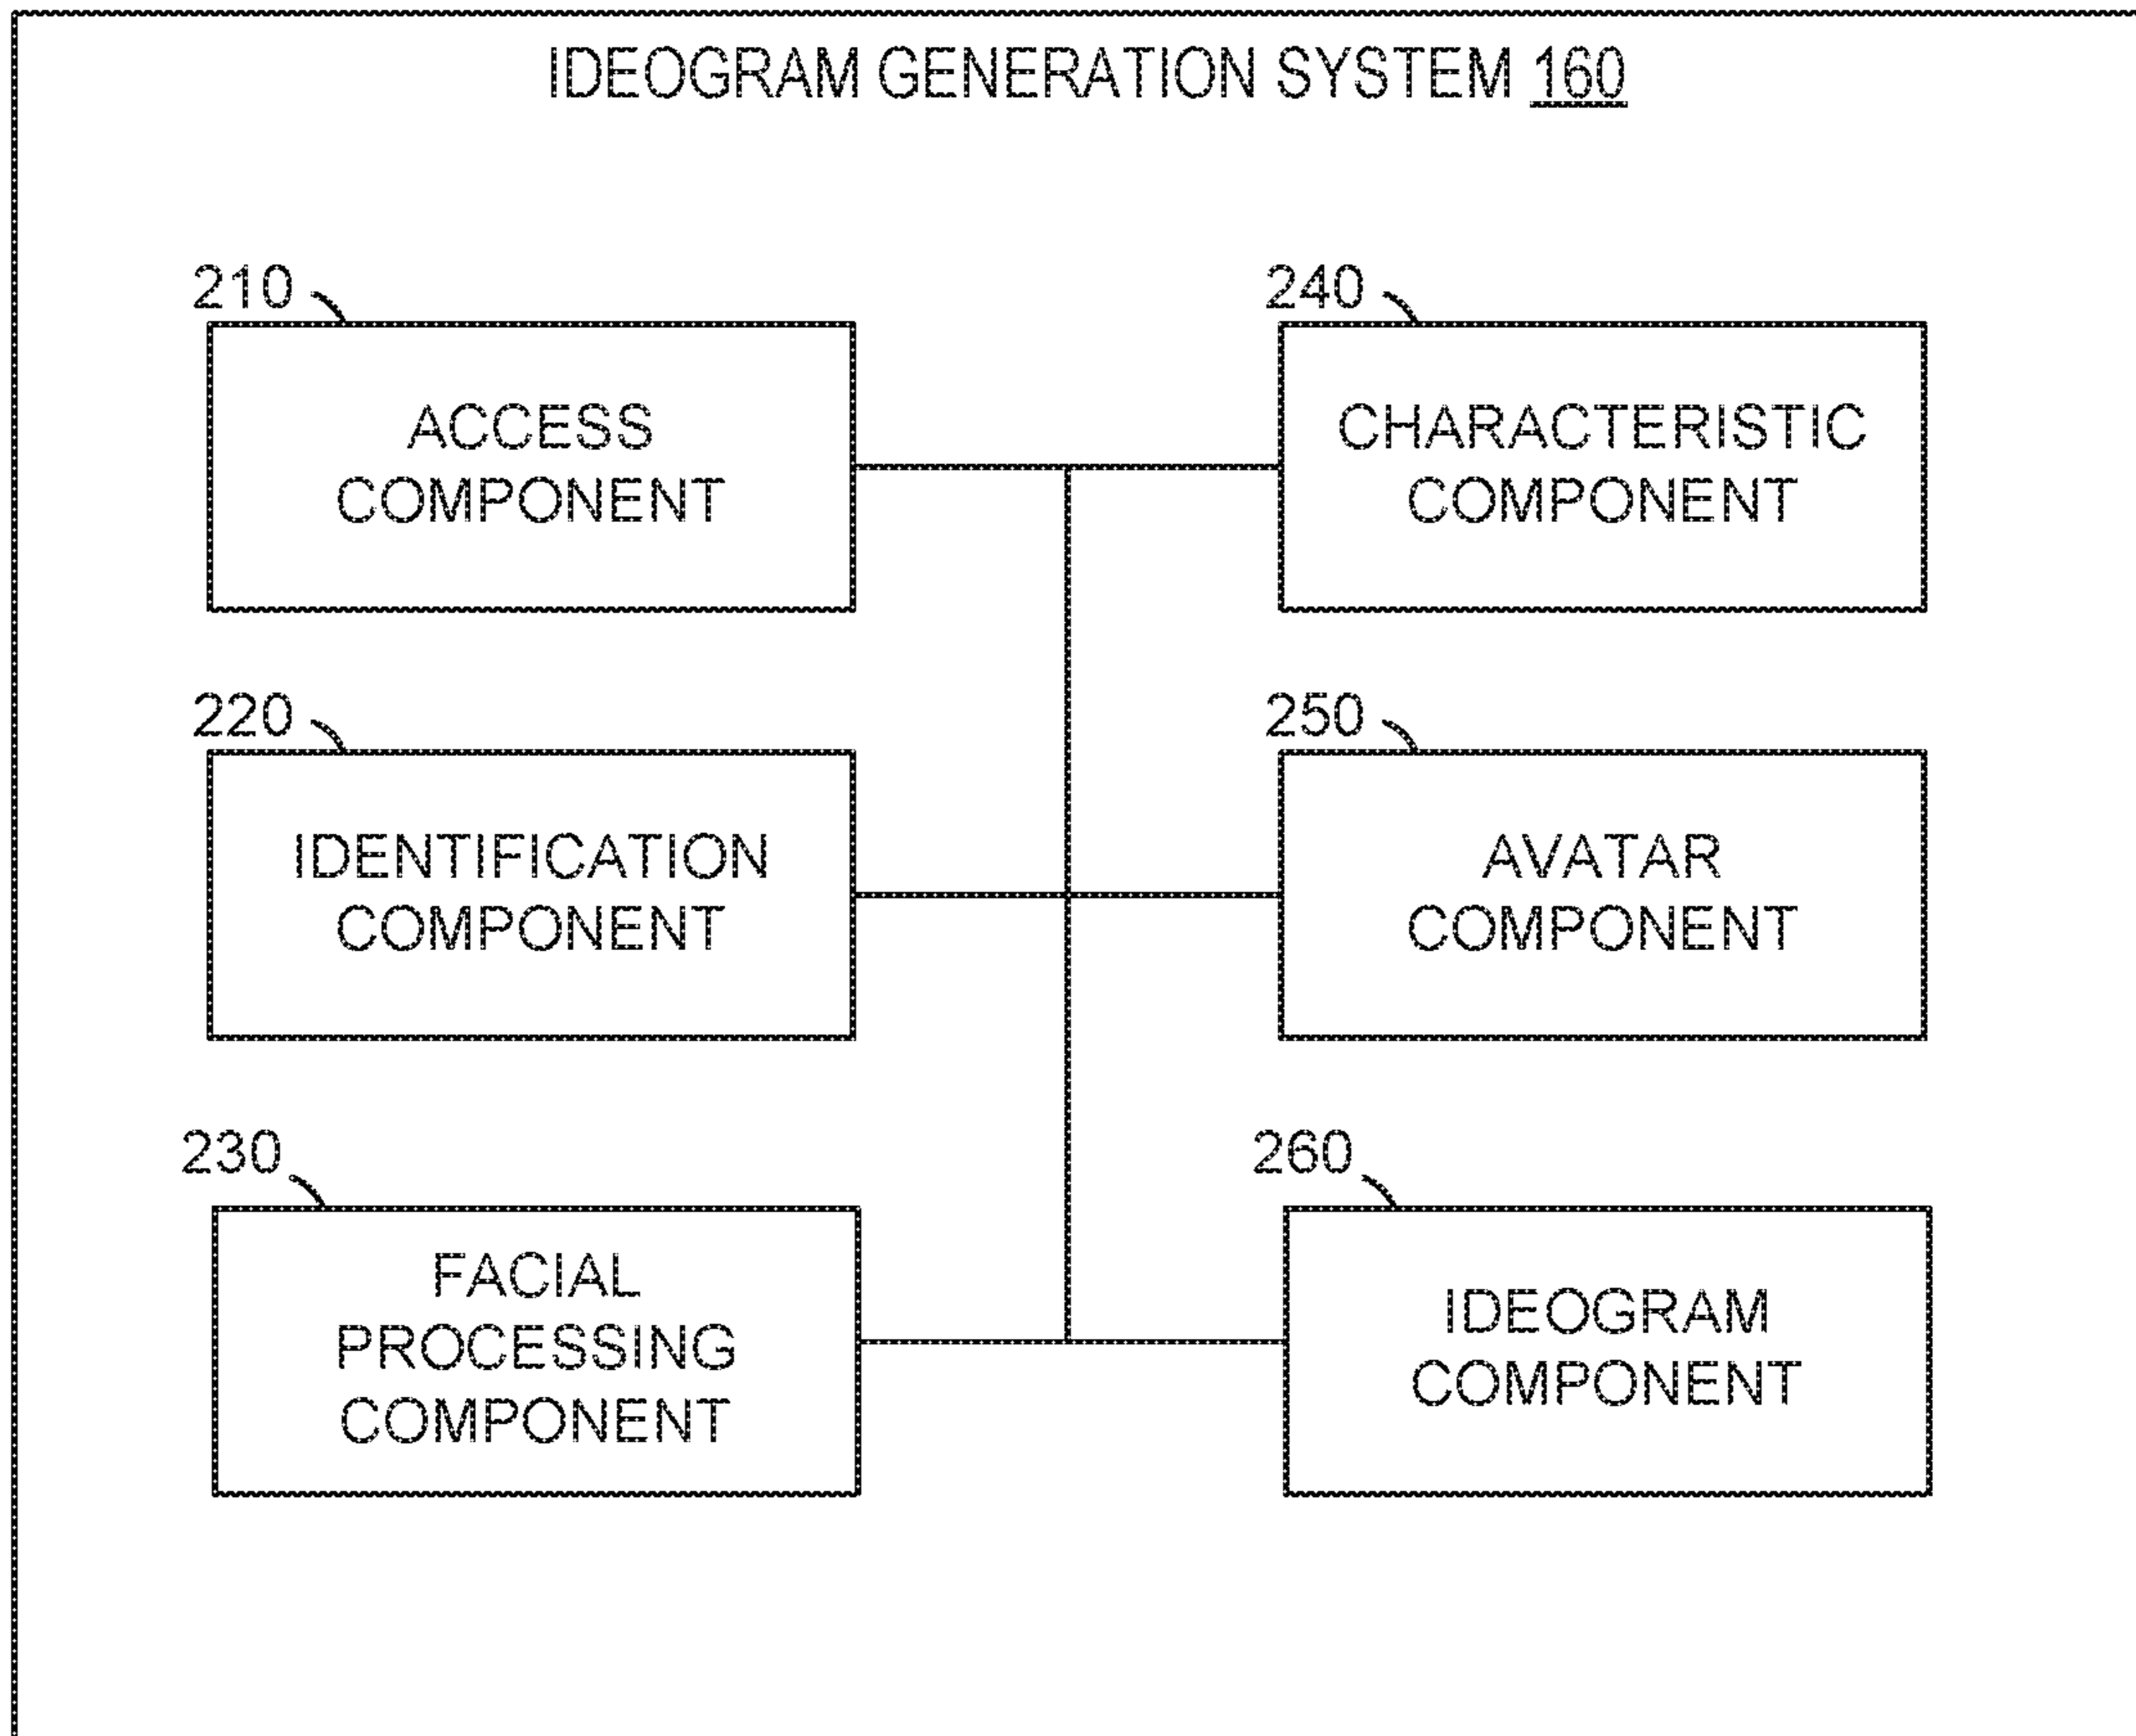 IDEOGRAM GENERATION SYSTEM 160
210
ACCESS
COMPONENT
240
CHARACTERISTIC
COMPONENT
220
IDENTIFICATION
COMPONENT
250
AVATAR
COMPONENT
230
FACIAL
PROCESSING
COMPONENT
260
IDEOGRAM
COMPONENT